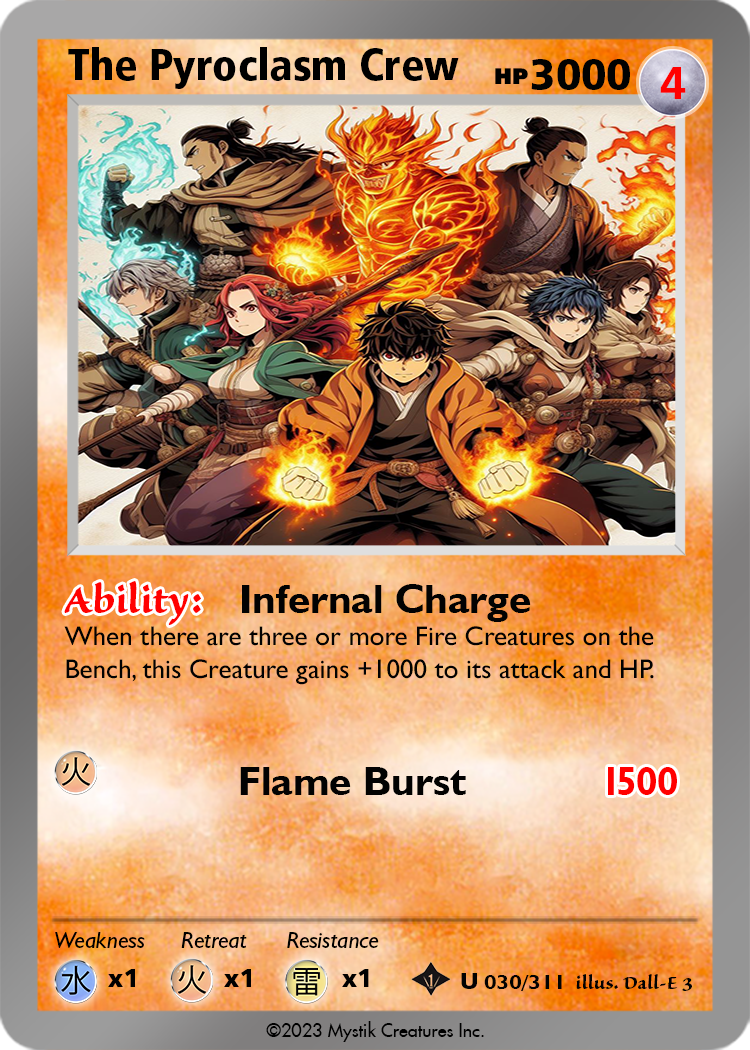 The Pyroclasm Crew HP3000 4
Ability: Infernal Charge
When there are three or more Fire Creatures on the
Bench, this Creature gains +1000 to its attack and HP.
火 Flame Burst 1500
Weakness Retreat Resistance
水 x1 火 x1 雷 x1 1 U 030/311 illus. Dall-E 3
©2023 Mystik Creatures Inc.